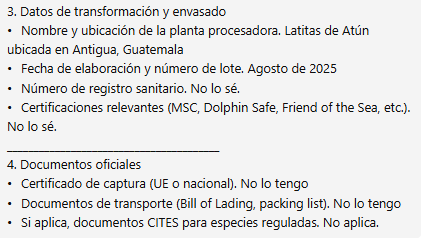 3. Datos de transformación y envasado
• Nombre y ubicación de la planta procesadora. Latitas de Atún
ubicada en Antigua, Guatemala
• Fecha de elaboración y número de lote. Agosto de 2025
• Número de registro sanitario. No lo sé.
• Certificaciones relevantes (MSC, Dolphin Safe, Friend of the Sea, etc.).
No lo sé.
________________________________________
4. Documentos oficiales
• Certificado de captura (UE o nacional). No lo tengo
• Documentos de transporte (Bill of Lading, packing list). No lo tengo
• Si aplica, documentos CITES para especies reguladas. No aplica.